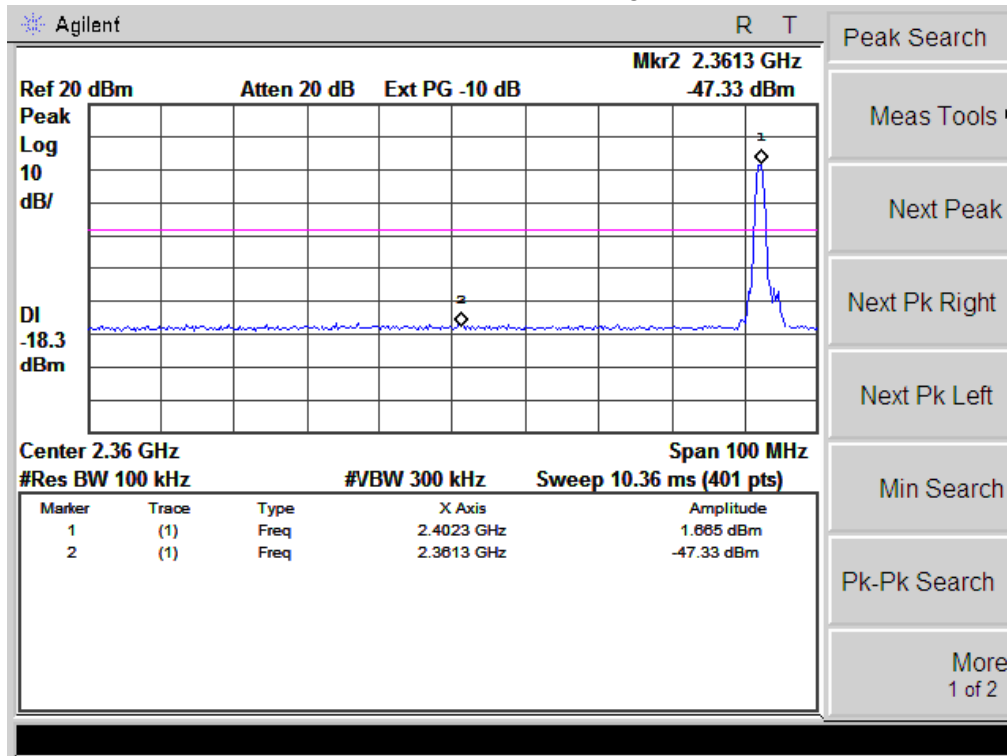 Agilent R T
Mkr2 2.3613 GHz
Ref 20 dBm Atten 20 dB Ext PG -10 dB -47.33 dBm
Peak
Log
10
dB/
1
2
DI
-18.3
dBm
Center 2.36 GHz Span 100 MHz
#Res BW 100 kHz #VBW 300 kHz Sweep 10.36 ms (401 pts)
Marker Trace Type X Axis Amplitude
1 (1) Freq 2.4023 GHz 1.665 dBm
2 (1) Freq 2.3613 GHz -47.33 dBm
Peak Search
Meas Tools
Next Peak
Next Pk Right
Next Pk Left
Min Search
Pk-Pk Search
More
1 of 2